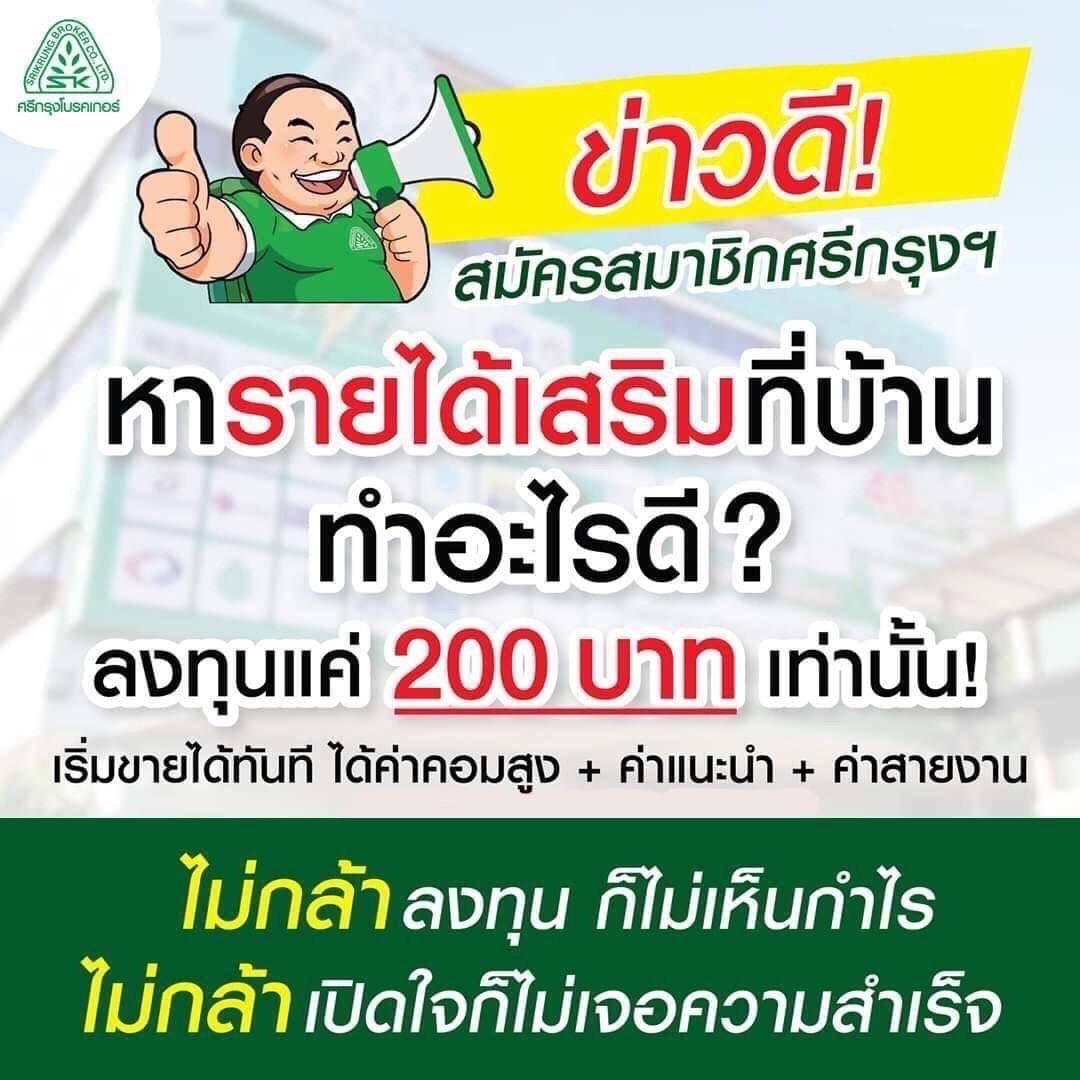 SRIKRUNG BROKER CO.,LTD.
SK
ศรีกรุงโบรคเกอร์
ข่าวดี!
สมัครสมาชิกศรีกรุงฯ
หารายได้เสริมที่บ้าน
ทำอะไรดี ?
ลงทุนแค่ 200 บาท เท่านั้น!
เริ่มขายได้ทันที ได้ค่าคอมสูง + ค่าแนะนำ + ค่าสายงาน
ไม่กล้า ลงทุน ก็ไม่เห็นกำไร
ไม่กล้า เปิดใจก็ไม่เจอความสำเร็จ